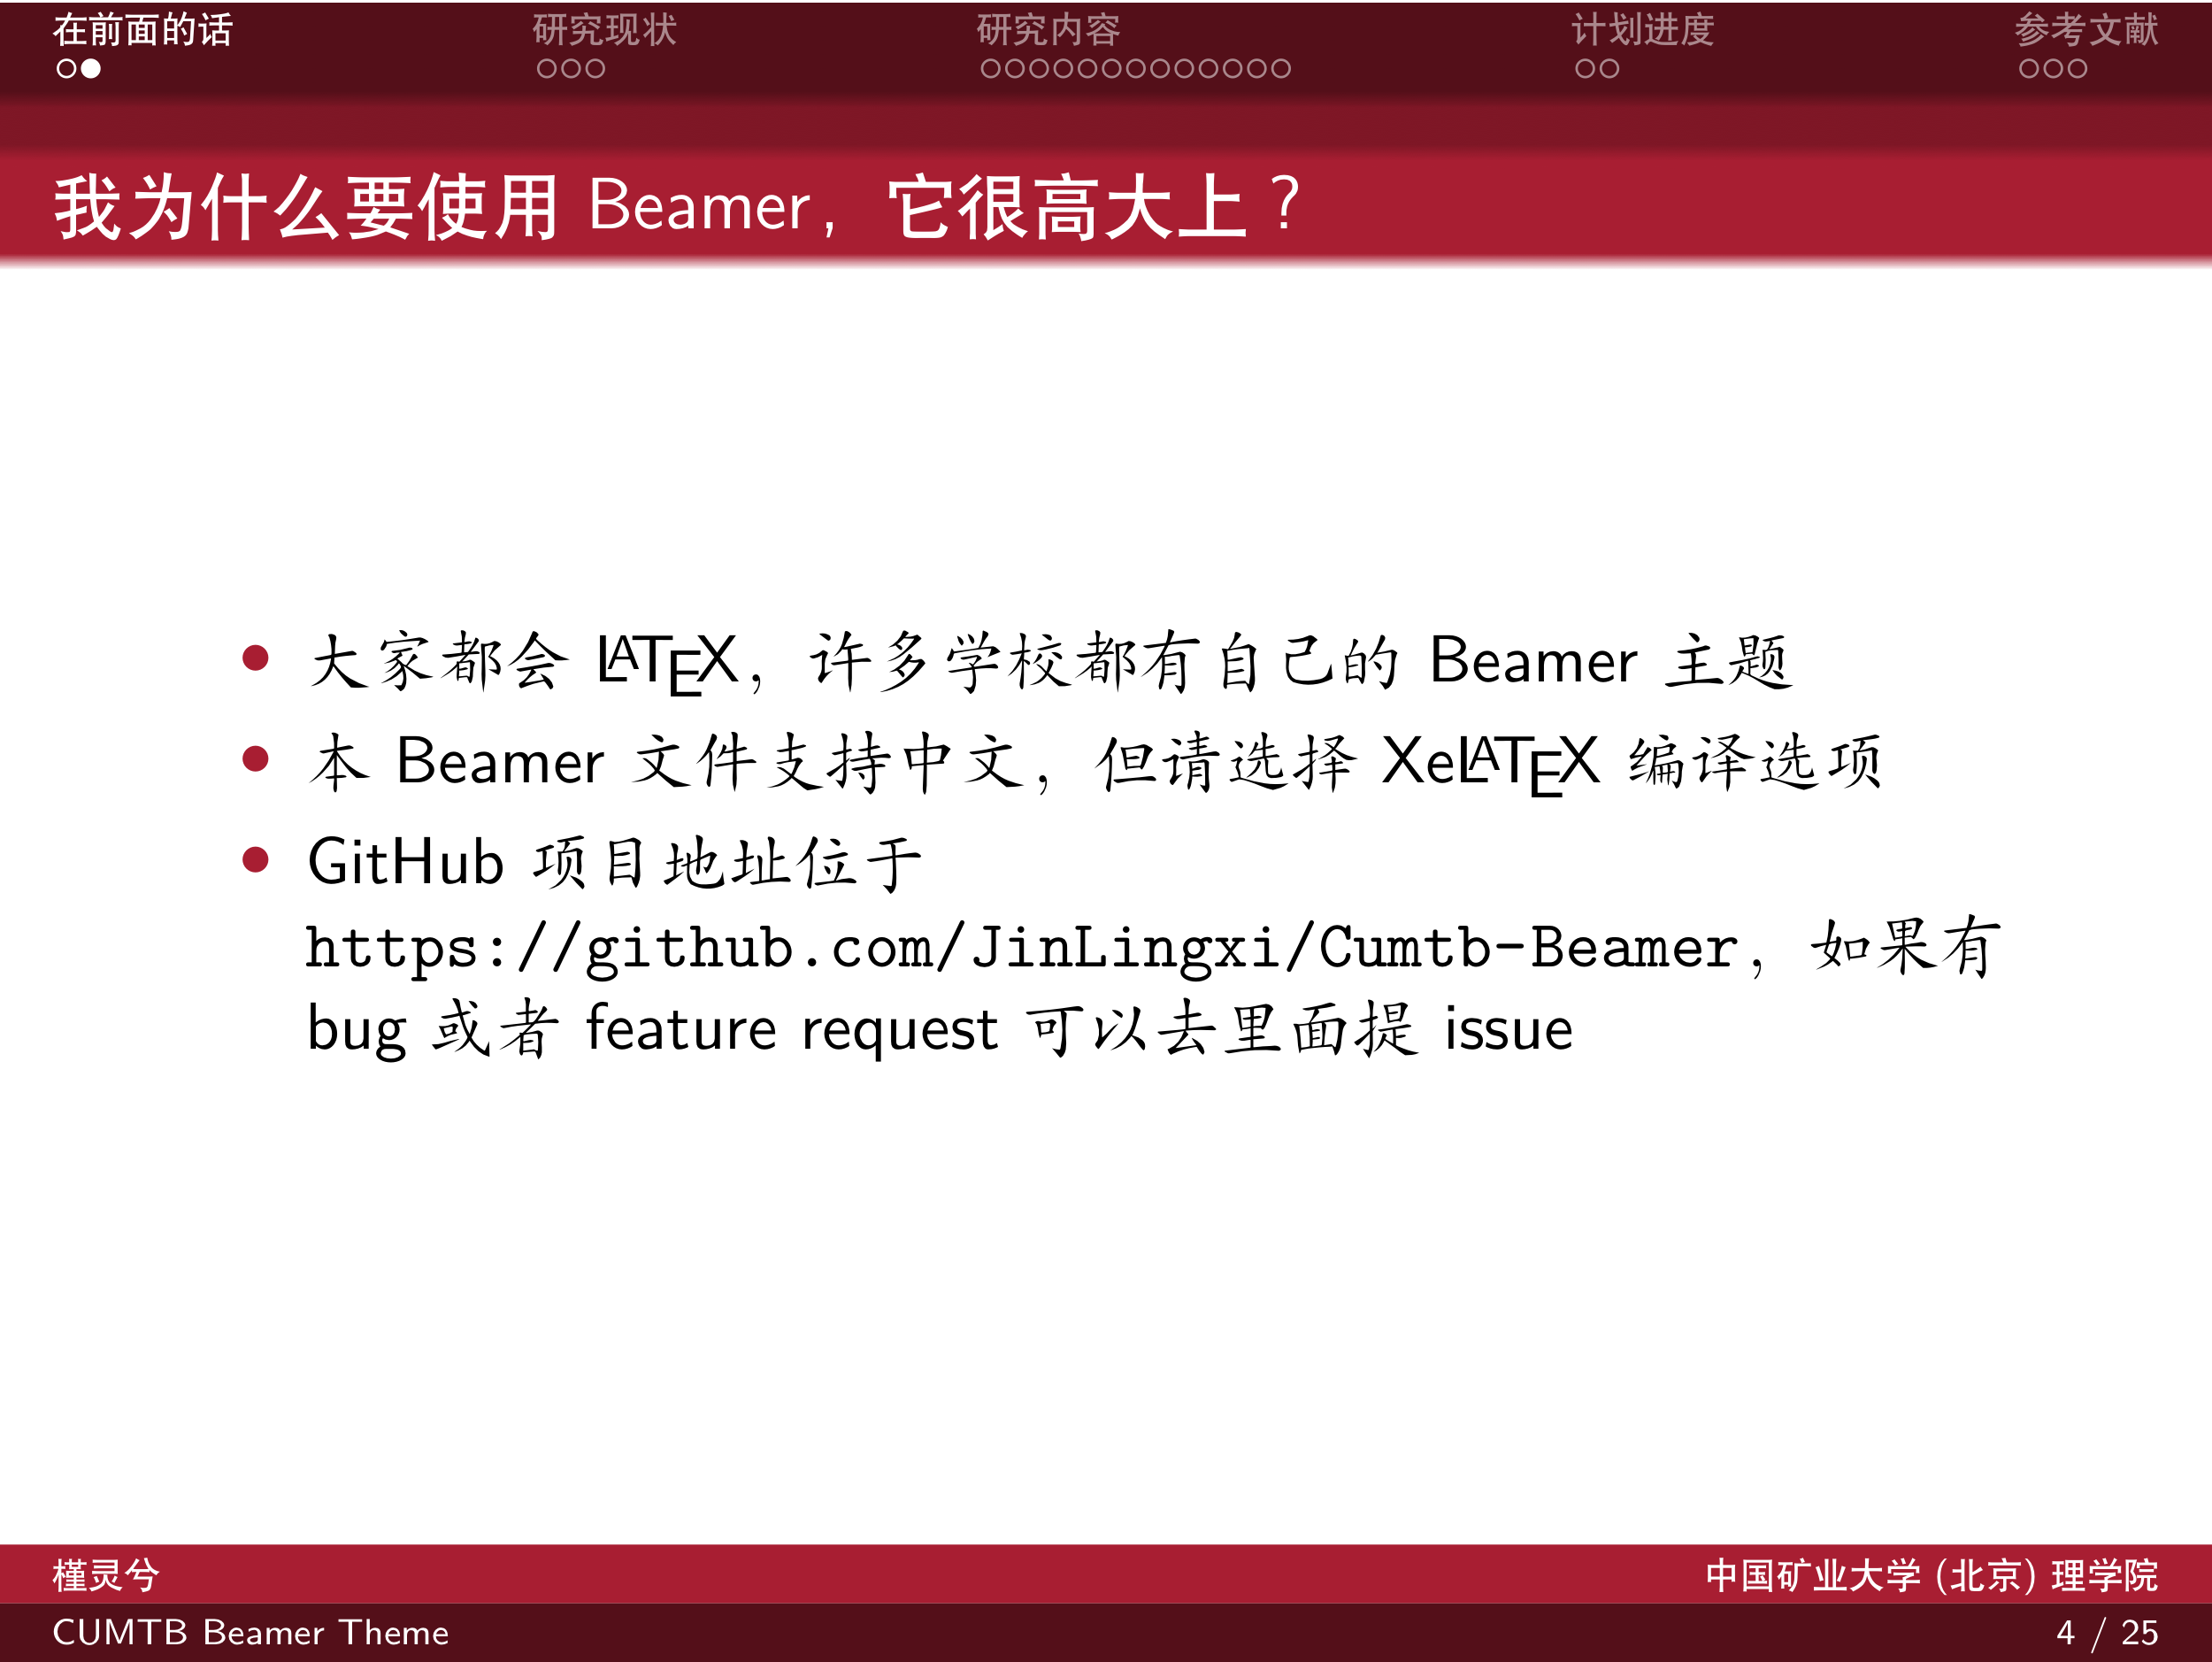 在前面的话 研究现状 研究内容 计划进度 参考文献
我为什么要使用 Beamer，它很高大上？
大家都会 LATEX，许多学校都有自己的 Beamer 主题
本 Beamer 文件支持中文，但请选择 XeLATEX 编译选项
GitHub 项目地址位于
https://github.com/JinLingxi/Cumtb-Beamer，如果有
bug 或者 feature request 可以去里面提 issue
槿灵兮 中国矿业大学 (北京) 理学院
CUMTB Beamer Theme 4 / 25